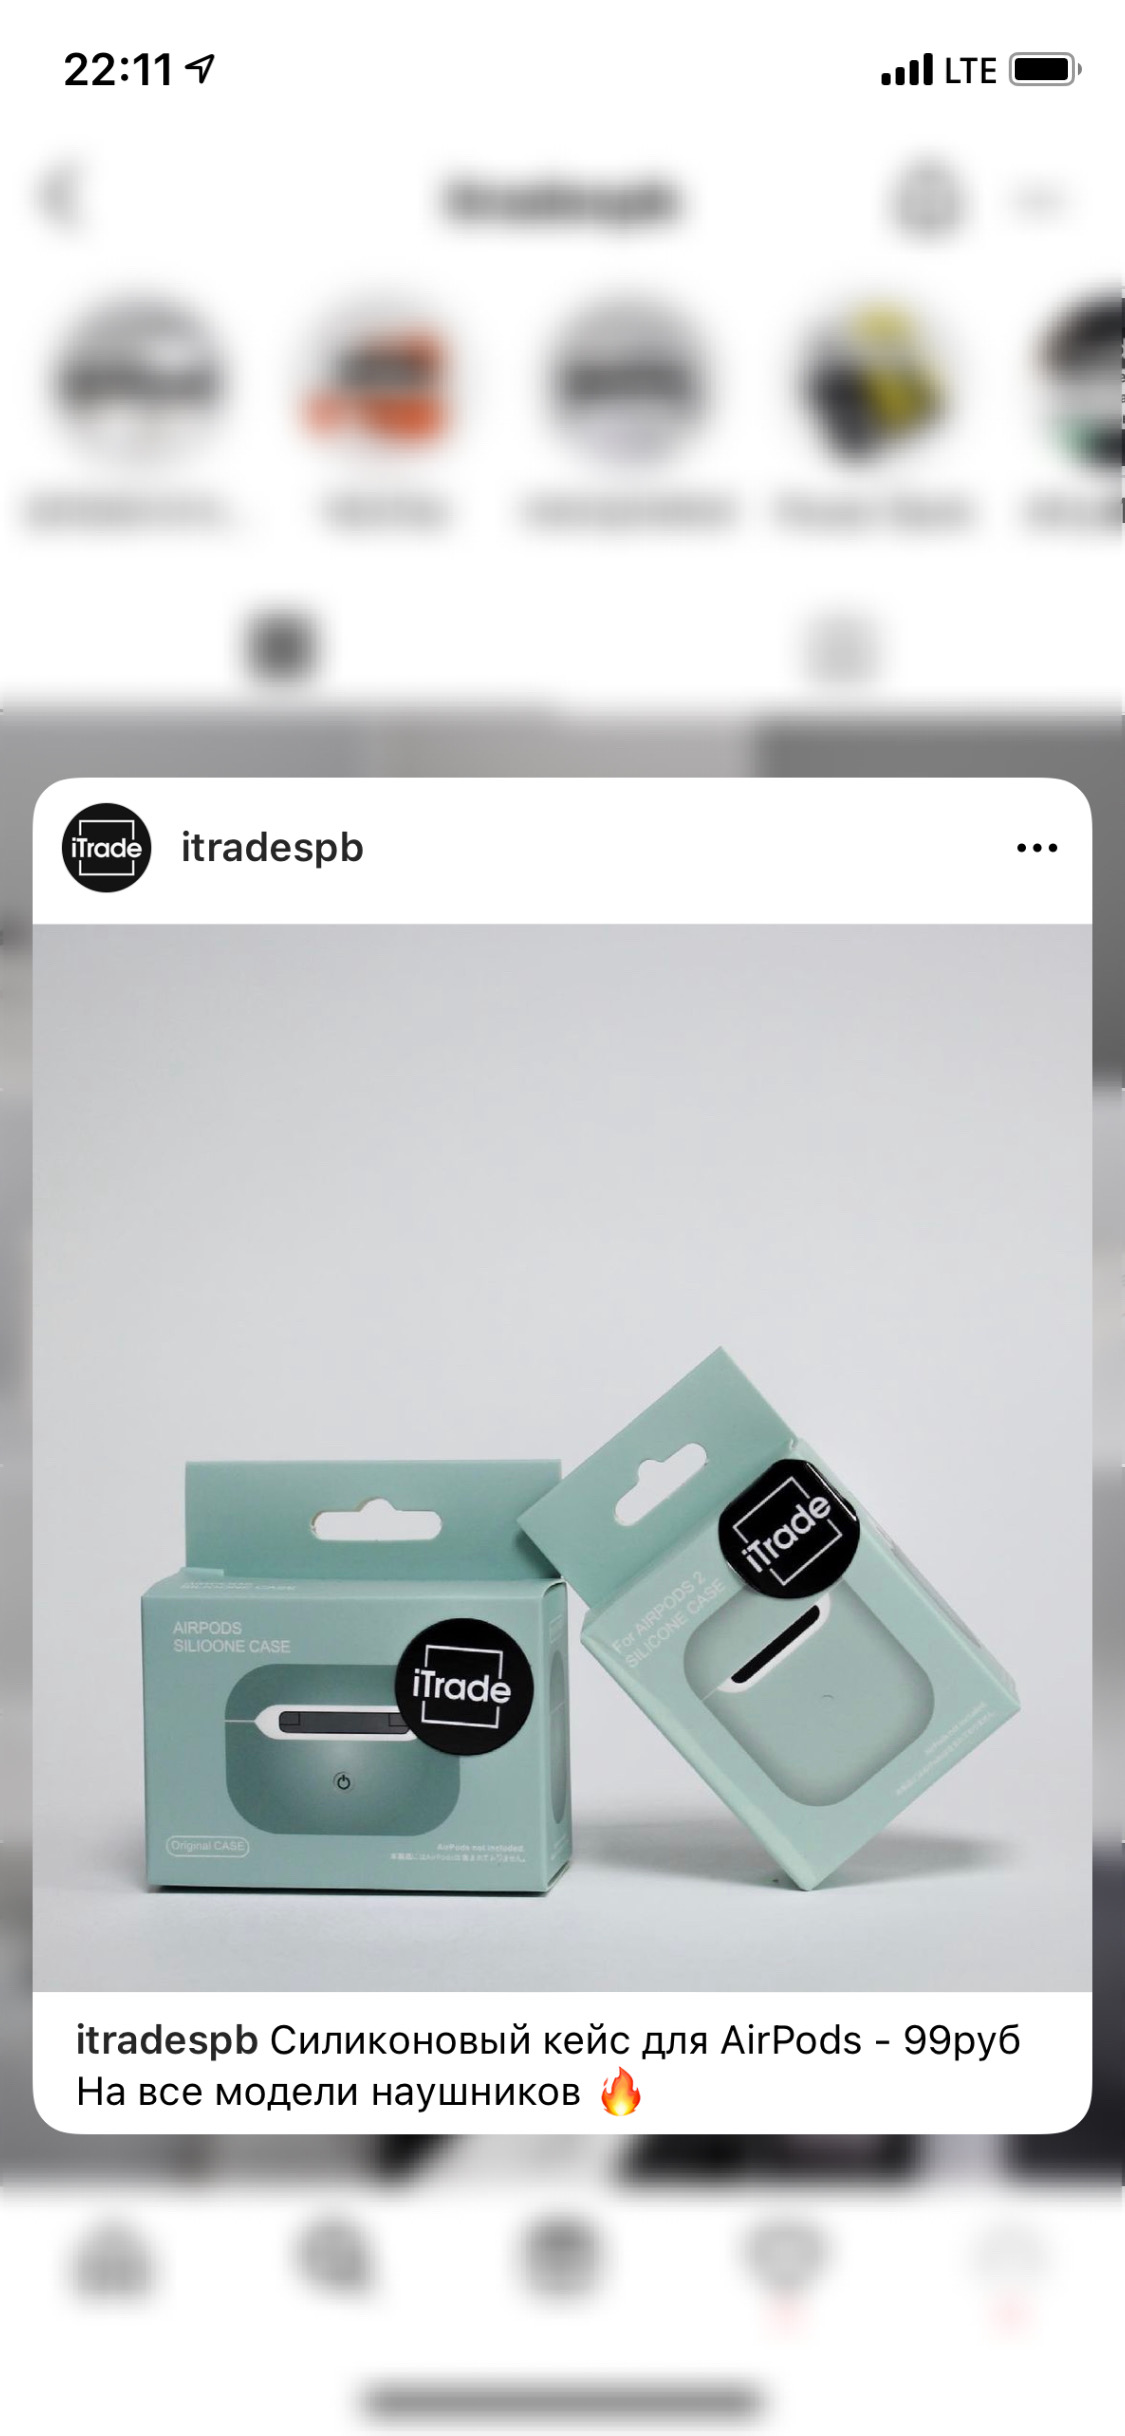 22:11
LTE
iTrade
itradespb
AIRPODS
SILIOONE CASE
iTrade
Original CASE
AirPods not included.
For AIRPODS 2
SILICONE CASE
iTrade
itradespb Силиконовый кейс для AirPods - 99руб
На все модели наушников 🔥